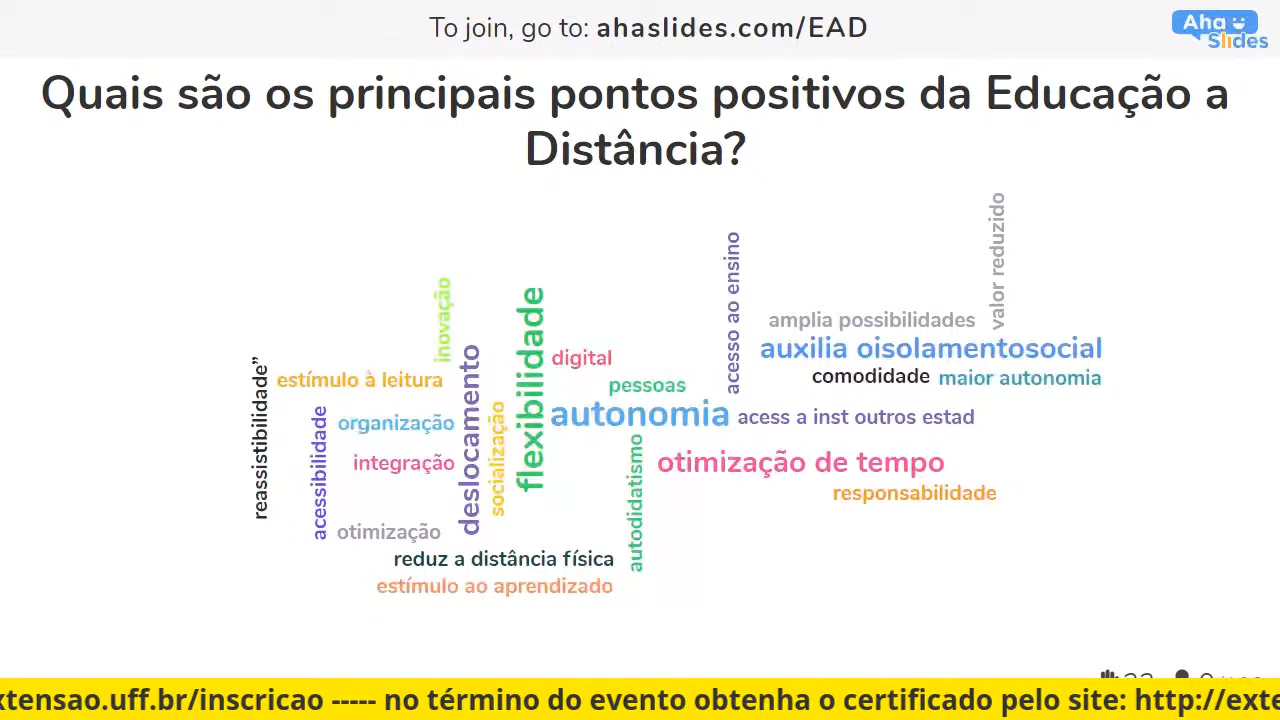 To join, go to: ahaslides.com/EAD
Aha
Slides
Quais são os principais pontos positivos da Educação a
Distância?
valor reduzido
acesso ao ensino
inovação
flexibilidade
amplia possibilidades
auxilia oisolamentosocial
deslocamento
digital
reassistibilidade”
estímulo à leitura
comodidade
maior autonomia
pessoas
autonomia
acess a inst outros estad
acessibilidade
organização
socialização
integração
autodidatismo
otimização de tempo
responsabilidade
otimização
reduz a distância física
estímulo ao aprendizado
xtensao.uff.br/inscricao ----- no término do evento obtenha o certificado pelo site: http://exte